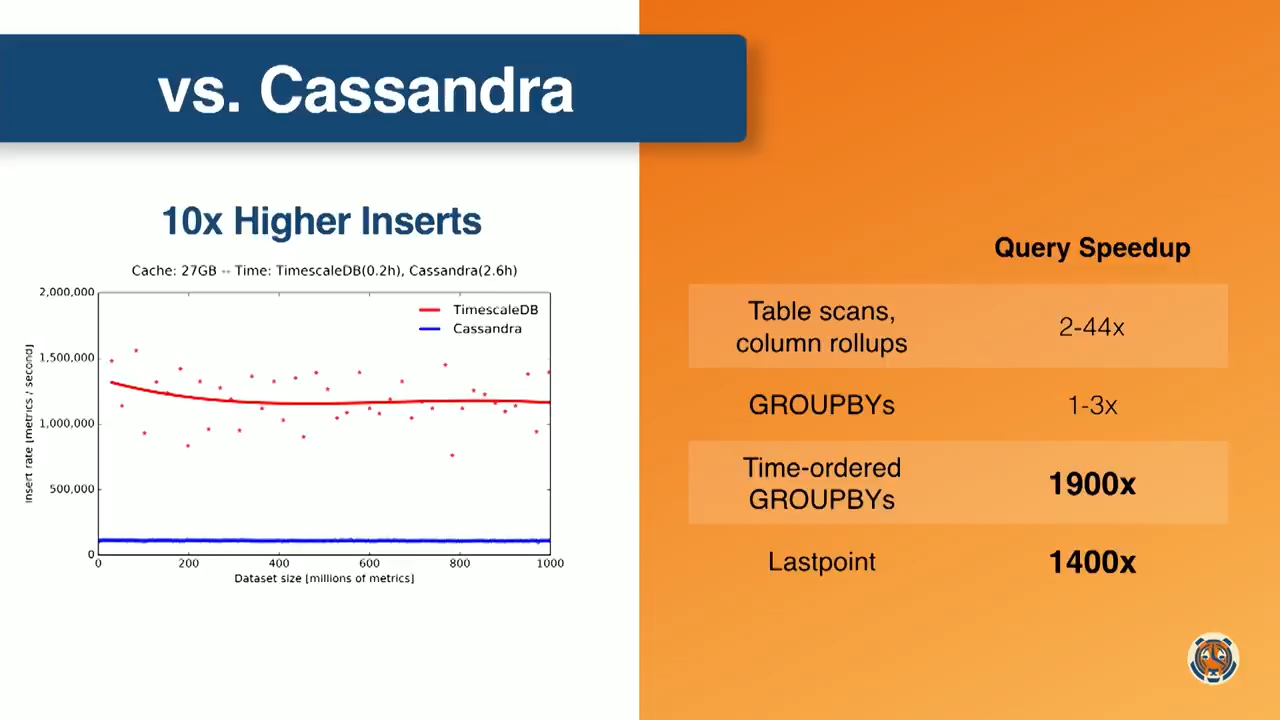 vs. Cassandra
10x Higher Inserts
Cache: 27GB -- Time: TimescaleDB(0.2h), Cassandra(2.6h)
Insert rate [metrics / second]
2,000,000
1,500,000
1,000,000
500,000
0
TimescaleDB
Cassandra
0 200 400 600 800 1000
Dataset size [millions of metrics]
Query Speedup
Table scans,
column rollups
2-44x
GROUPBYs 1-3x
Time-ordered
GROUPBYs
1900x
Lastpoint 1400x